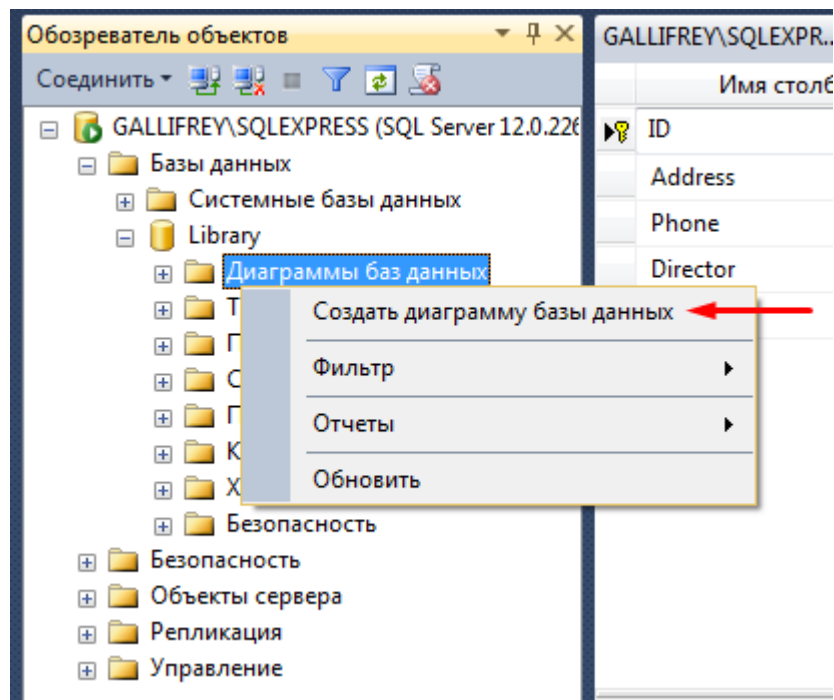 Обозреватель объектов
Соединить
GALLIFREY\SQLEXPRESS (SQL Server 12.0.226
Базы данных
Системные базы данных
Library
Диаграммы баз данных
Т
П
С
П
К
Х
Безопасность
Безопасность
Объекты сервера
Репликация
Управление
Создать диаграмму базы данных
Фильтр
Отчеты
Обновить
GALLIFREY\SQLEXPR...
Имя столб
ID
Address
Phone
Director